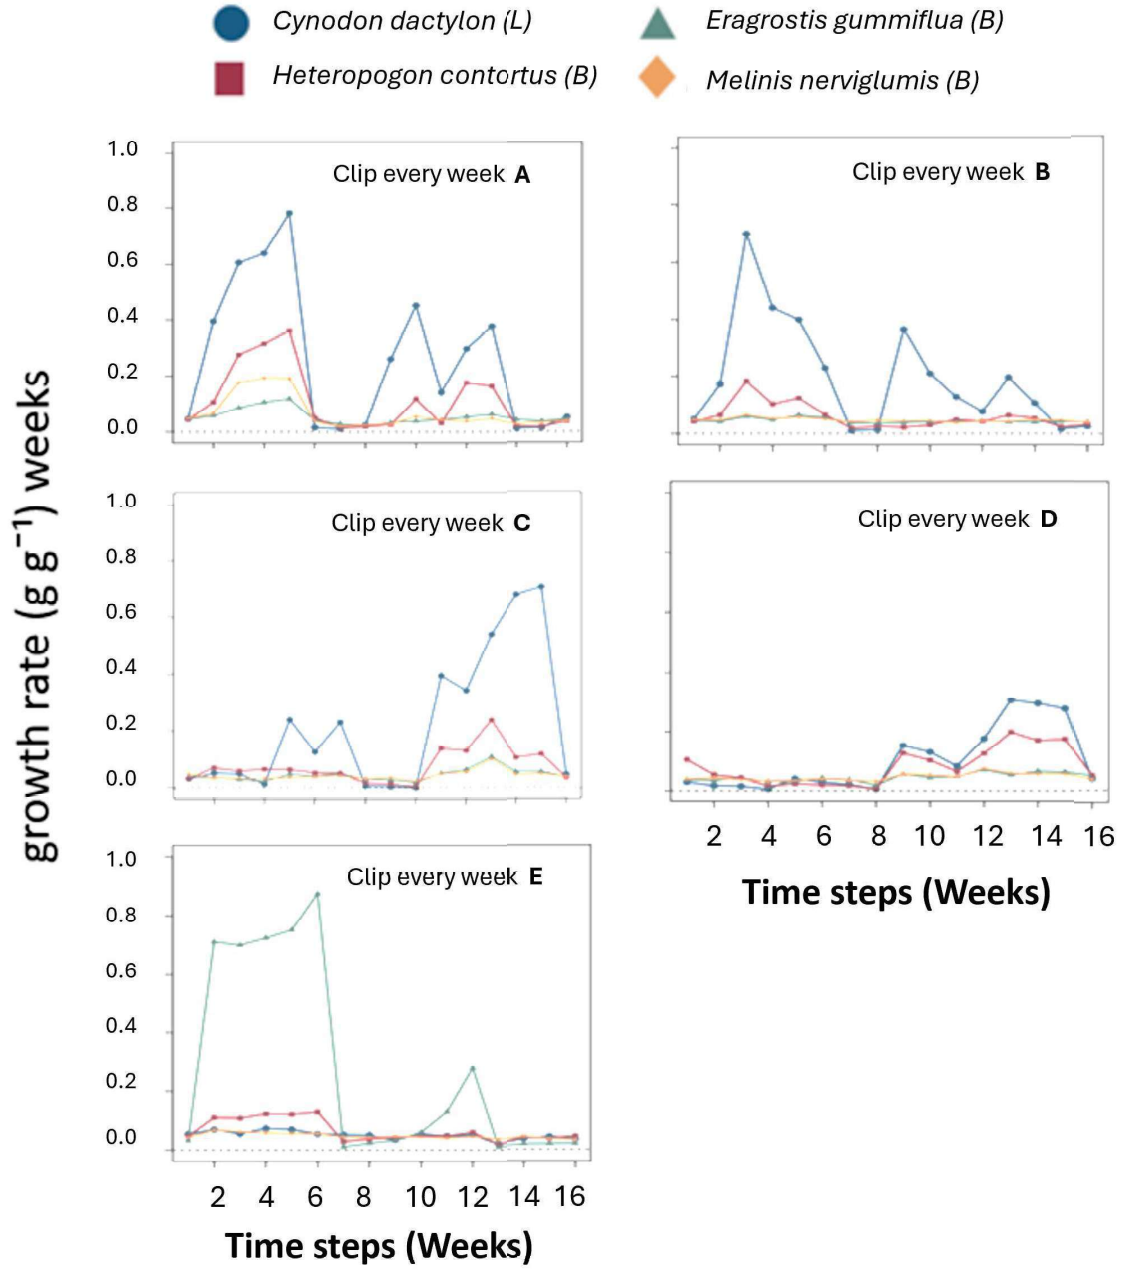 Cynodon dactylon (L)
Eragrostis gummiflua (B)
Heteropogon contortus (B)
Melinis nerviglumis (B)
growth rate (g g⁻¹) weeks
Clip every week A
1.0
0.8
0.6
0.4
0.2
0.0
Clip every week B
Clip every week C
1.0
0.8
0.6
0.4
0.2
0.0
Clip every week D
2 4 6 8 10 12 14 16
Time steps (Weeks)
Clip every week E
1.0
0.8
0.6
0.4
0.2
0.0
2 4 6 8 10 12 14 16
Time steps (Weeks)